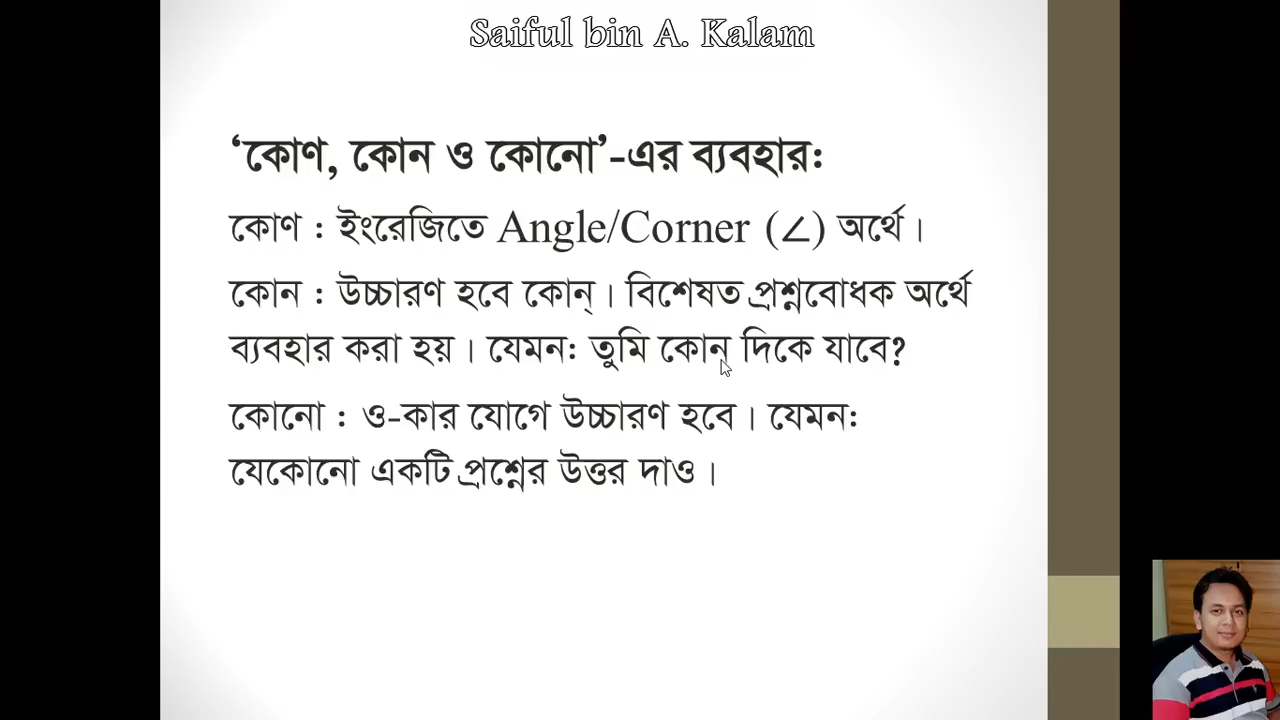 Saiful bin A. Kalam
‘কোণ, কোন ও কোনো’-এর ব্যবহার:
কোণ : ইংরেজিতে Angle/Corner (∠) অর্থে।
কোন : উচ্চারণ হবে কোন্। বিশেষত প্রশ্নবোধক অর্থে
ব্যবহার করা হয়। যেমন: তুমি কোন দিকে যাবে?
কোনো : ও-কার যোগে উচ্চারণ হবে। যেমন:
যেকোনো একটি প্রশ্নের উত্তর দাও।